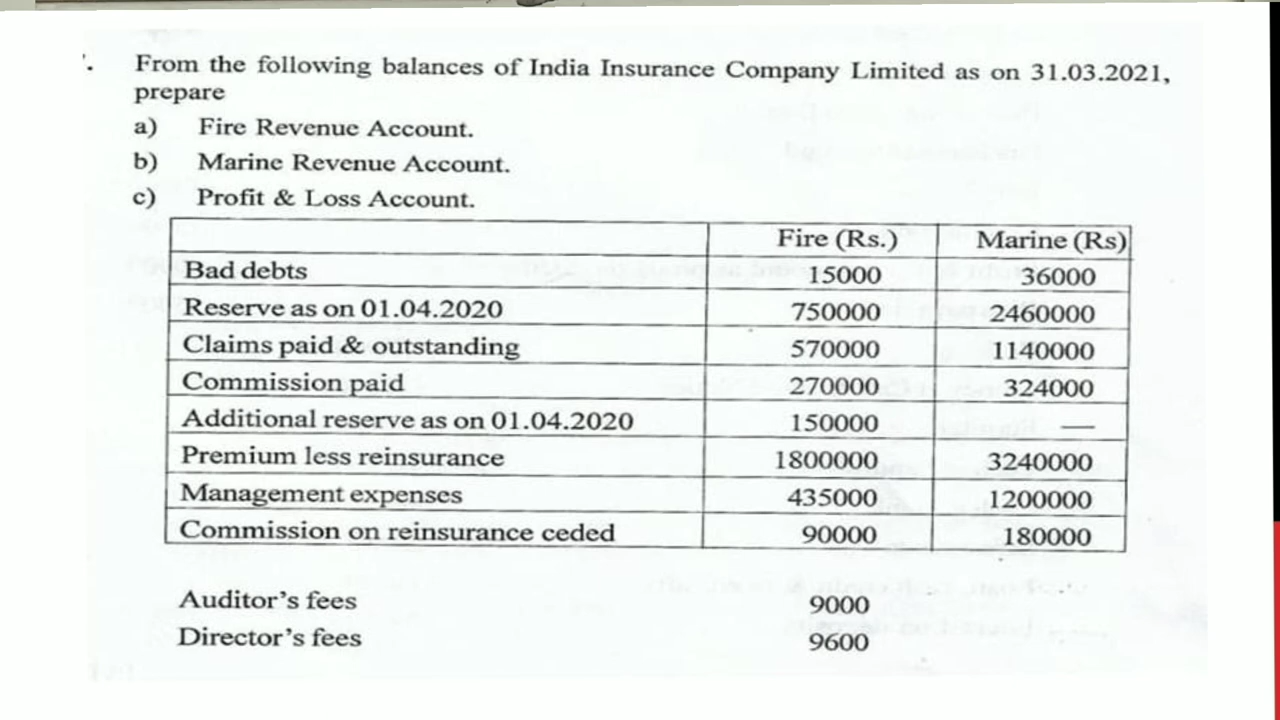 '. From the following balances of India Insurance Company Limited as on 31.03.2021,
prepare
a) Fire Revenue Account.
b) Marine Revenue Account.
c) Profit & Loss Account.
Fire (Rs.) Marine (Rs)
Bad debts 15000 36000
Reserve as on 01.04.2020 750000 2460000
Claims paid & outstanding 570000 1140000
Commission paid 270000 324000
Additional reserve as on 01.04.2020 150000 —
Premium less reinsurance 1800000 3240000
Management expenses 435000 1200000
Commission on reinsurance ceded 90000 180000
Auditor's fees 9000
Director's fees 9600